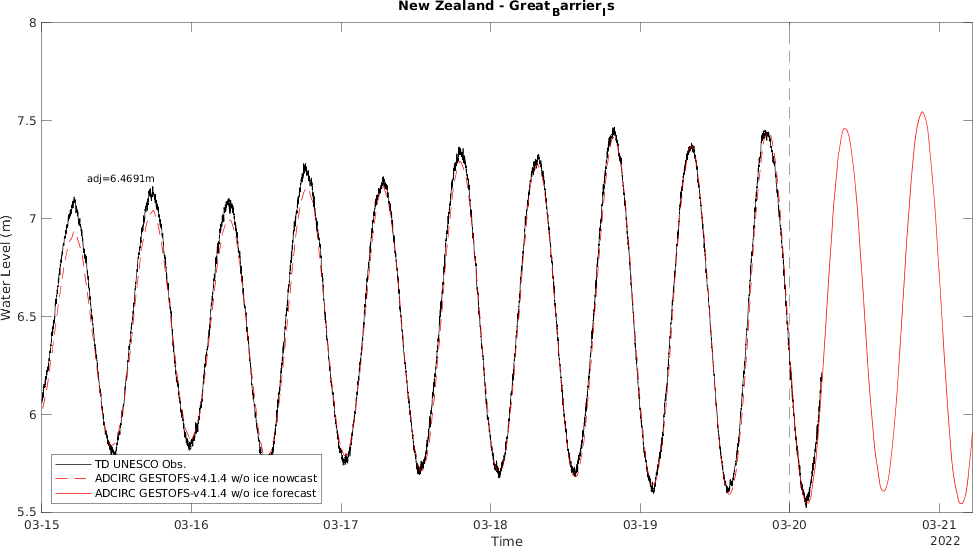 New Zealand - Great_Barrier_Is
8
7.5
7
6.5
6
5.5
Water Level (m)
adj=6.4691m
TD UNESCO Obs.
ADCIRC GESTOFS-v4.1.4 w/o ice nowcast
ADCIRC GESTOFS-v4.1.4 w/o ice forecast
03-15 03-16 03-17 03-18 03-19 03-20 03-21
Time 2022